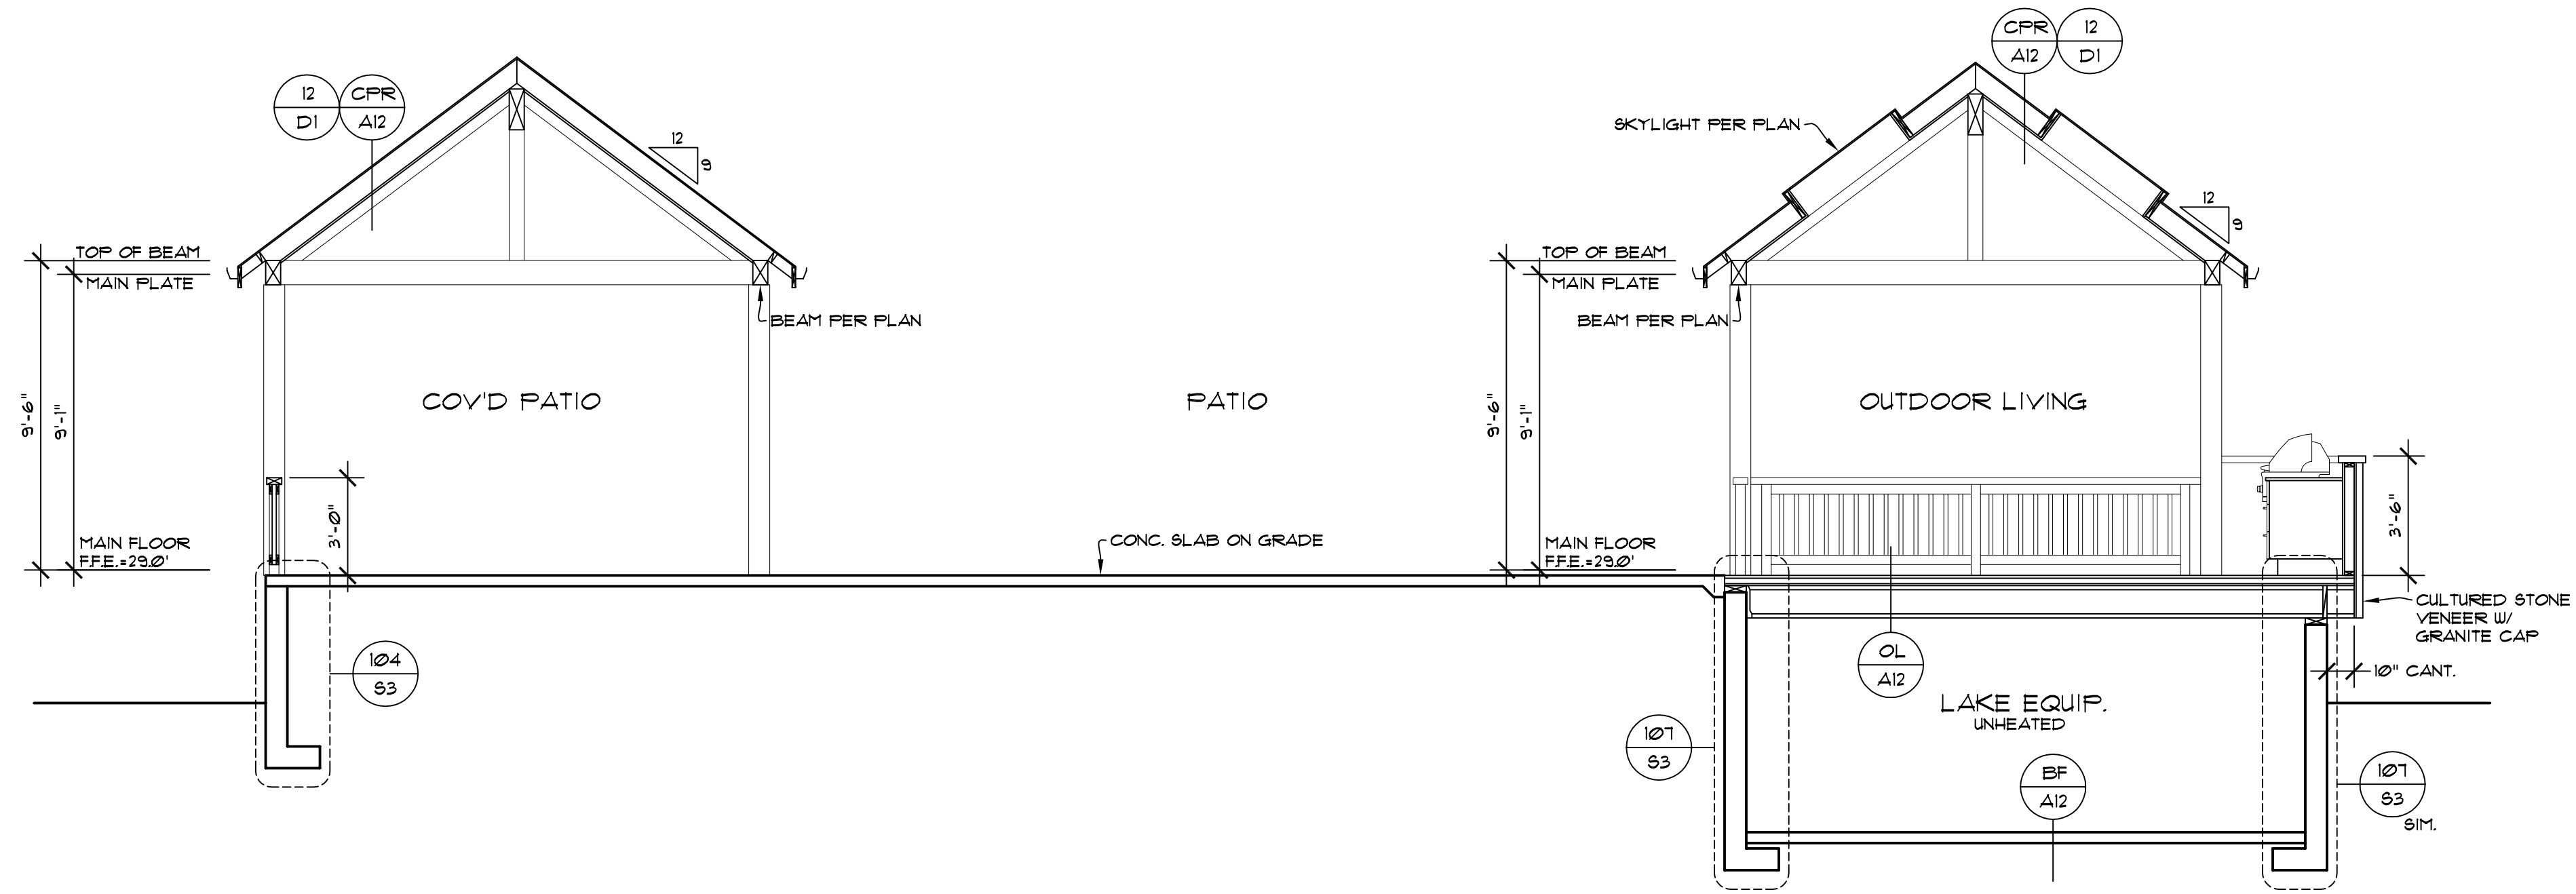 12
D1
CPR
A12
12
9
TOP OF BEAM
MAIN PLATE
9'-6"
9'-1"
BEAM PER PLAN
COV'D PATIO
3'-0"
MAIN FLOOR
F.F.E.=29.0'
104
S3
PATIO
CONC. SLAB ON GRADE
CPR
A12
12
D1
SKYLIGHT PER PLAN
12
9
TOP OF BEAM
MAIN PLATE
9'-6"
9'-1"
BEAM PER PLAN
OUTDOOR LIVING
MAIN FLOOR
F.F.E.=29.0'
3'-6"
CULTURED STONE
VENEER W/
GRANITE CAP
10" CANT.
OL
A12
LAKE EQUIP.
UNHEATED
107
S3
BF
A12
107
S3
SIM.